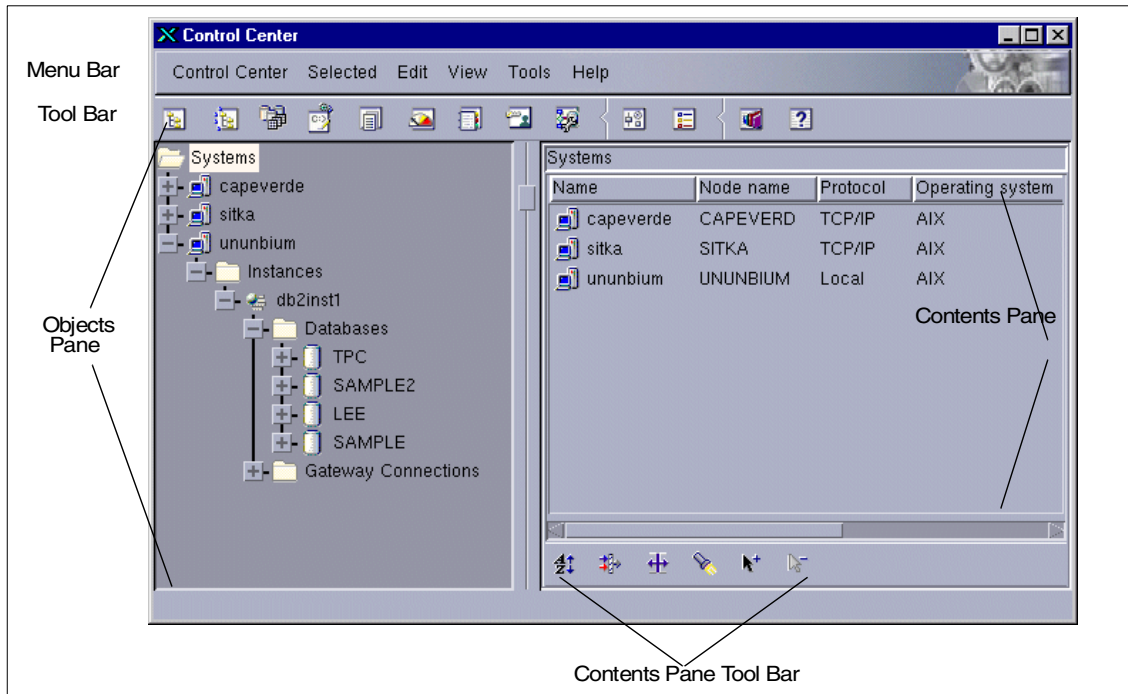 Control Center
Menu Bar
Control Center Selected Edit View Tools Help
Tool Bar
Systems
capeverde
sitka
ununbium
Instances
db2inst1
Databases
TPC
SAMPLE2
LEE
SAMPLE
Gateway Connections
Objects
Pane
Systems
Name Node name Protocol Operating system
capeverde CAPEVERD TCP/IP AIX
sitka SITKA TCP/IP AIX
ununbium UNUNBIUM Local AIX
Contents Pane
Contents Pane Tool Bar